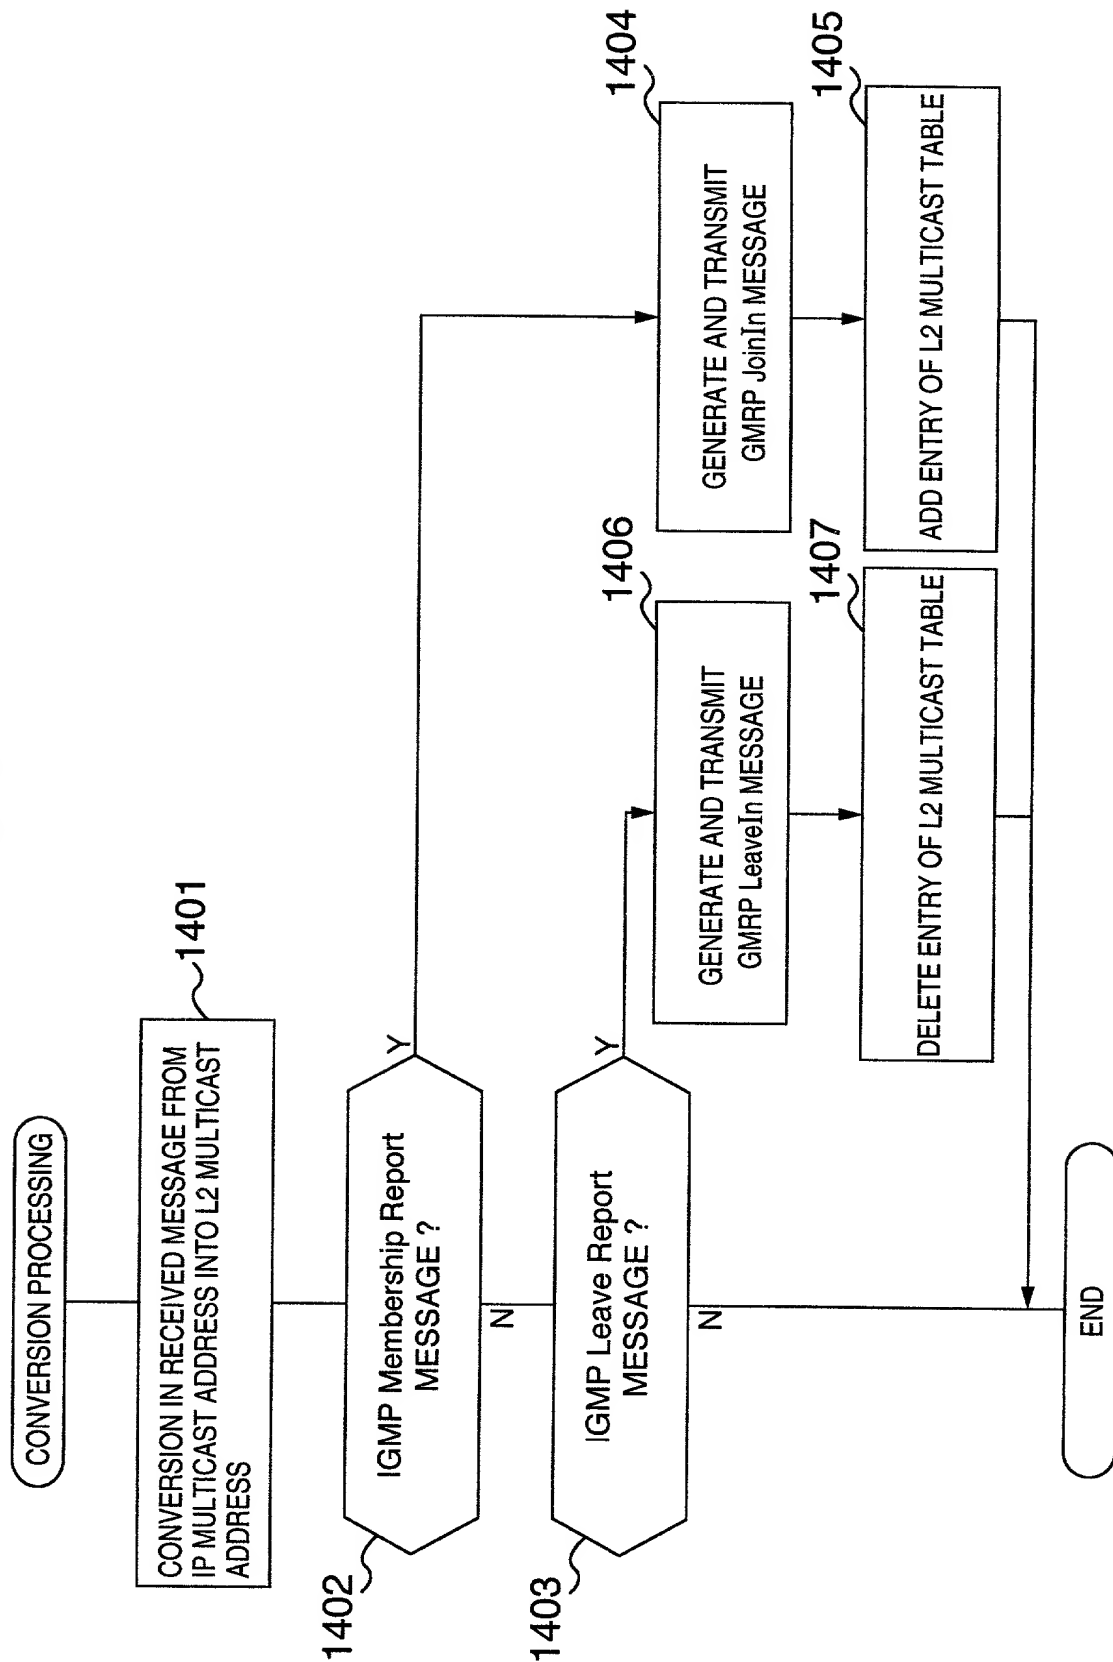 CONVERSION PROCESSING
1401
CONVERSION IN RECEIVED MESSAGE FROM
IP MULTICAST ADDRESS INTO L2 MULTICAST
ADDRESS
1402
IGMP Membership Report
MESSAGE ?
Y
N
1403
IGMP Leave Report
MESSAGE ?
Y
N
1404
GENERATE AND TRANSMIT
GMRP JoinIn MESSAGE
1405
ADD ENTRY OF L2 MULTICAST TABLE
1406
GENERATE AND TRANSMIT
GMRP LeaveIn MESSAGE
1407
DELETE ENTRY OF L2 MULTICAST TABLE
END